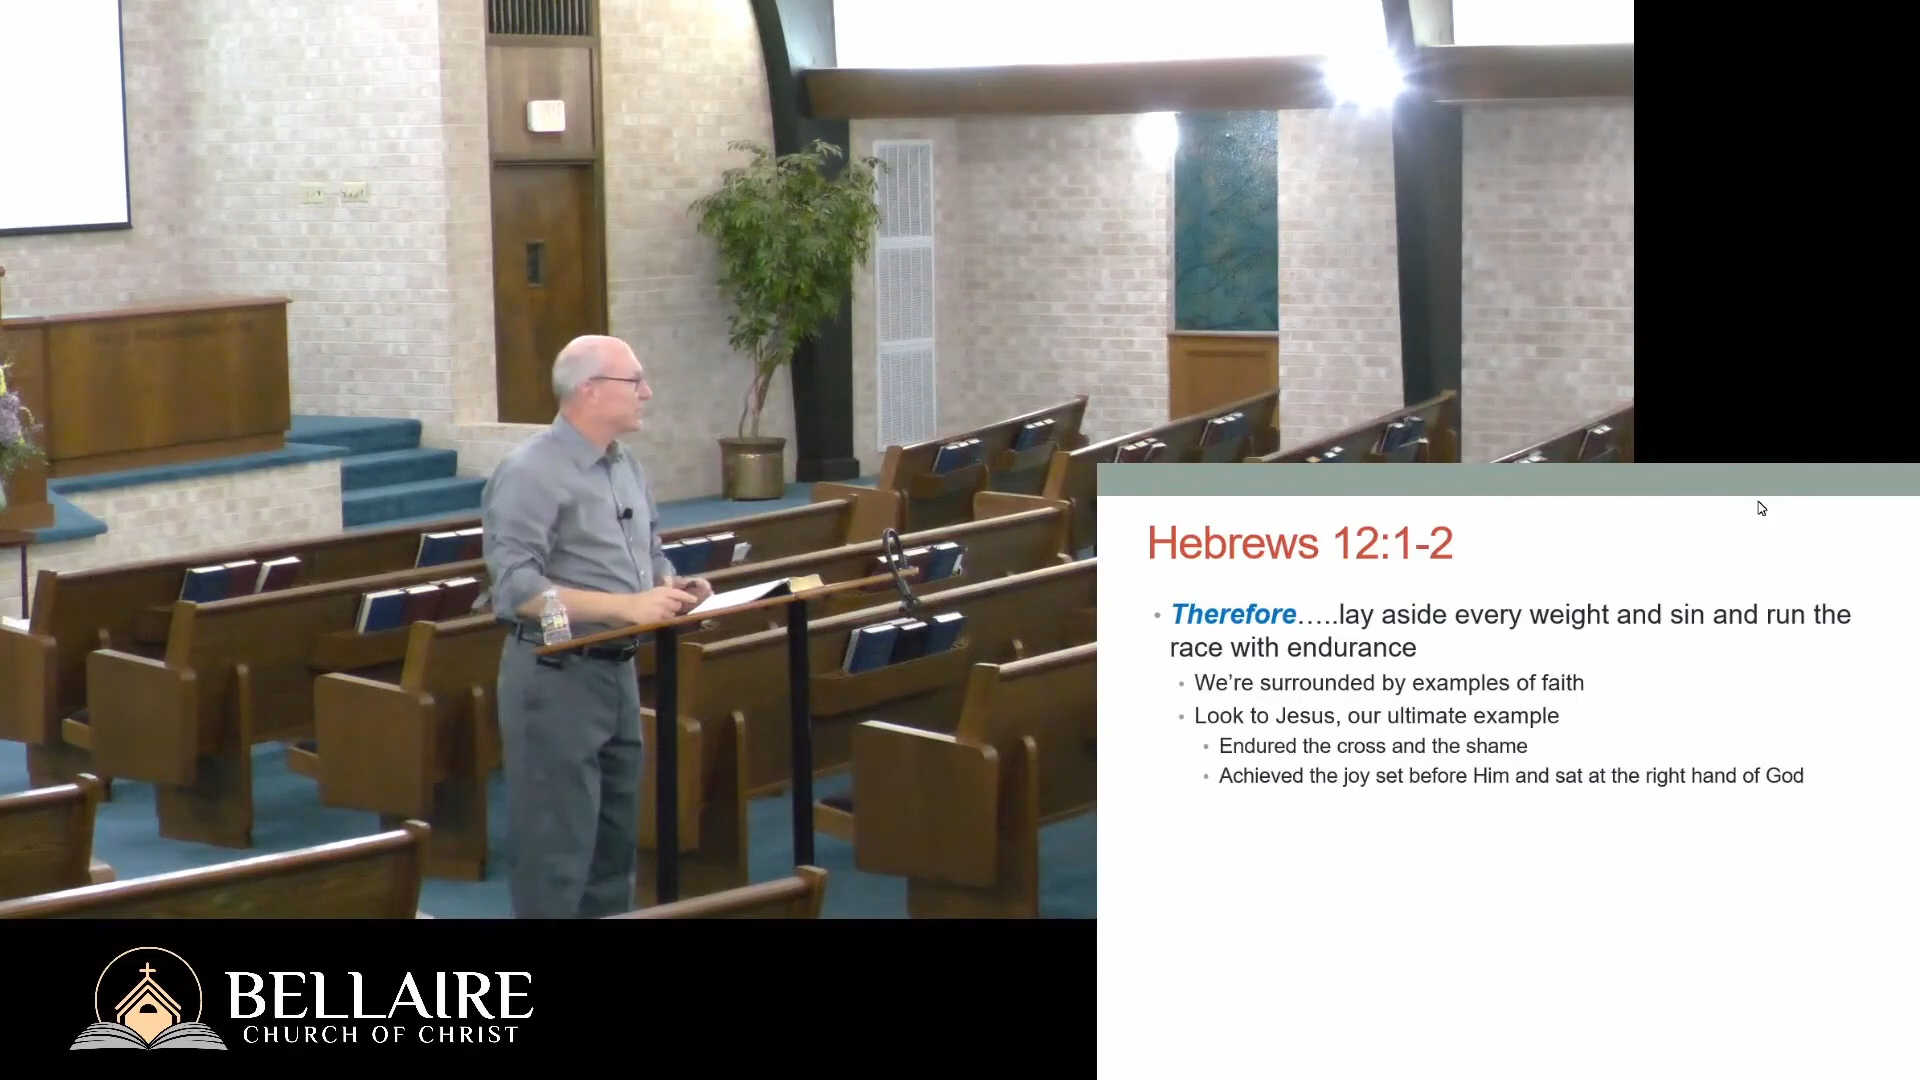 Hebrews 12:1-2
• Therefore.....lay aside every weight and sin and run the
race with endurance
• We’re surrounded by examples of faith
• Look to Jesus, our ultimate example
• Endured the cross and the shame
• Achieved the joy set before Him and sat at the right hand of God
BELLAIRE
CHURCH OF CHRIST